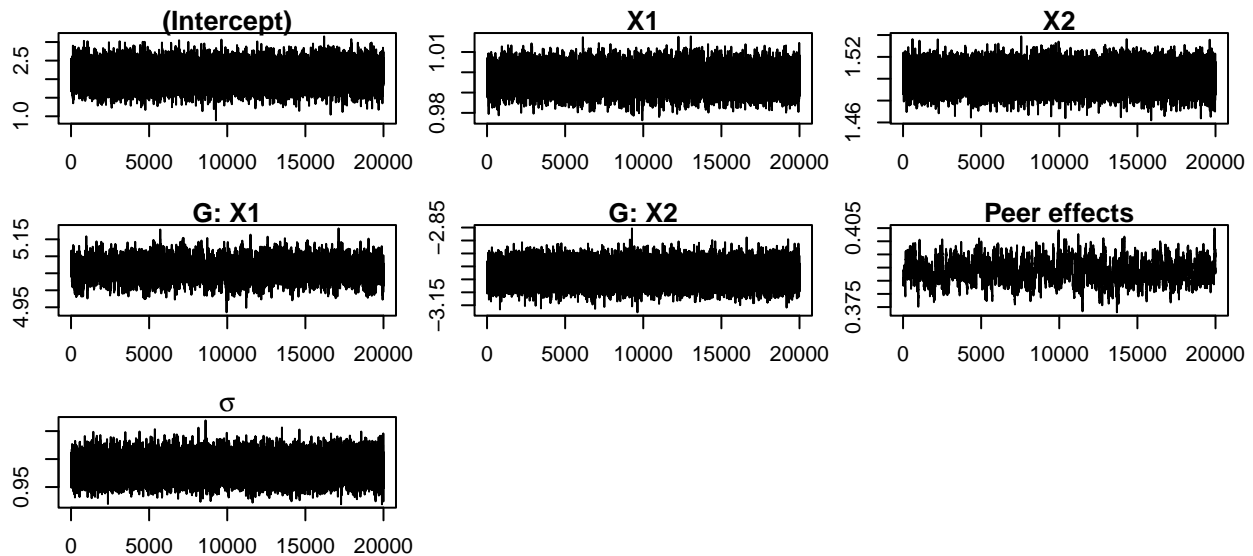 (Intercept)
1.0 2.5
0 5000 10000 15000 20000
X1
0.98 1.01
0 5000 10000 15000 20000
X2
1.46 1.52
0 5000 10000 15000 20000
G: X1
4.95 5.15
0 5000 10000 15000 20000
G: X2
−3.15 −2.85
0 5000 10000 15000 20000
Peer effects
0.375 0.405
0 5000 10000 15000 20000
σ
0.95
0 5000 10000 15000 20000